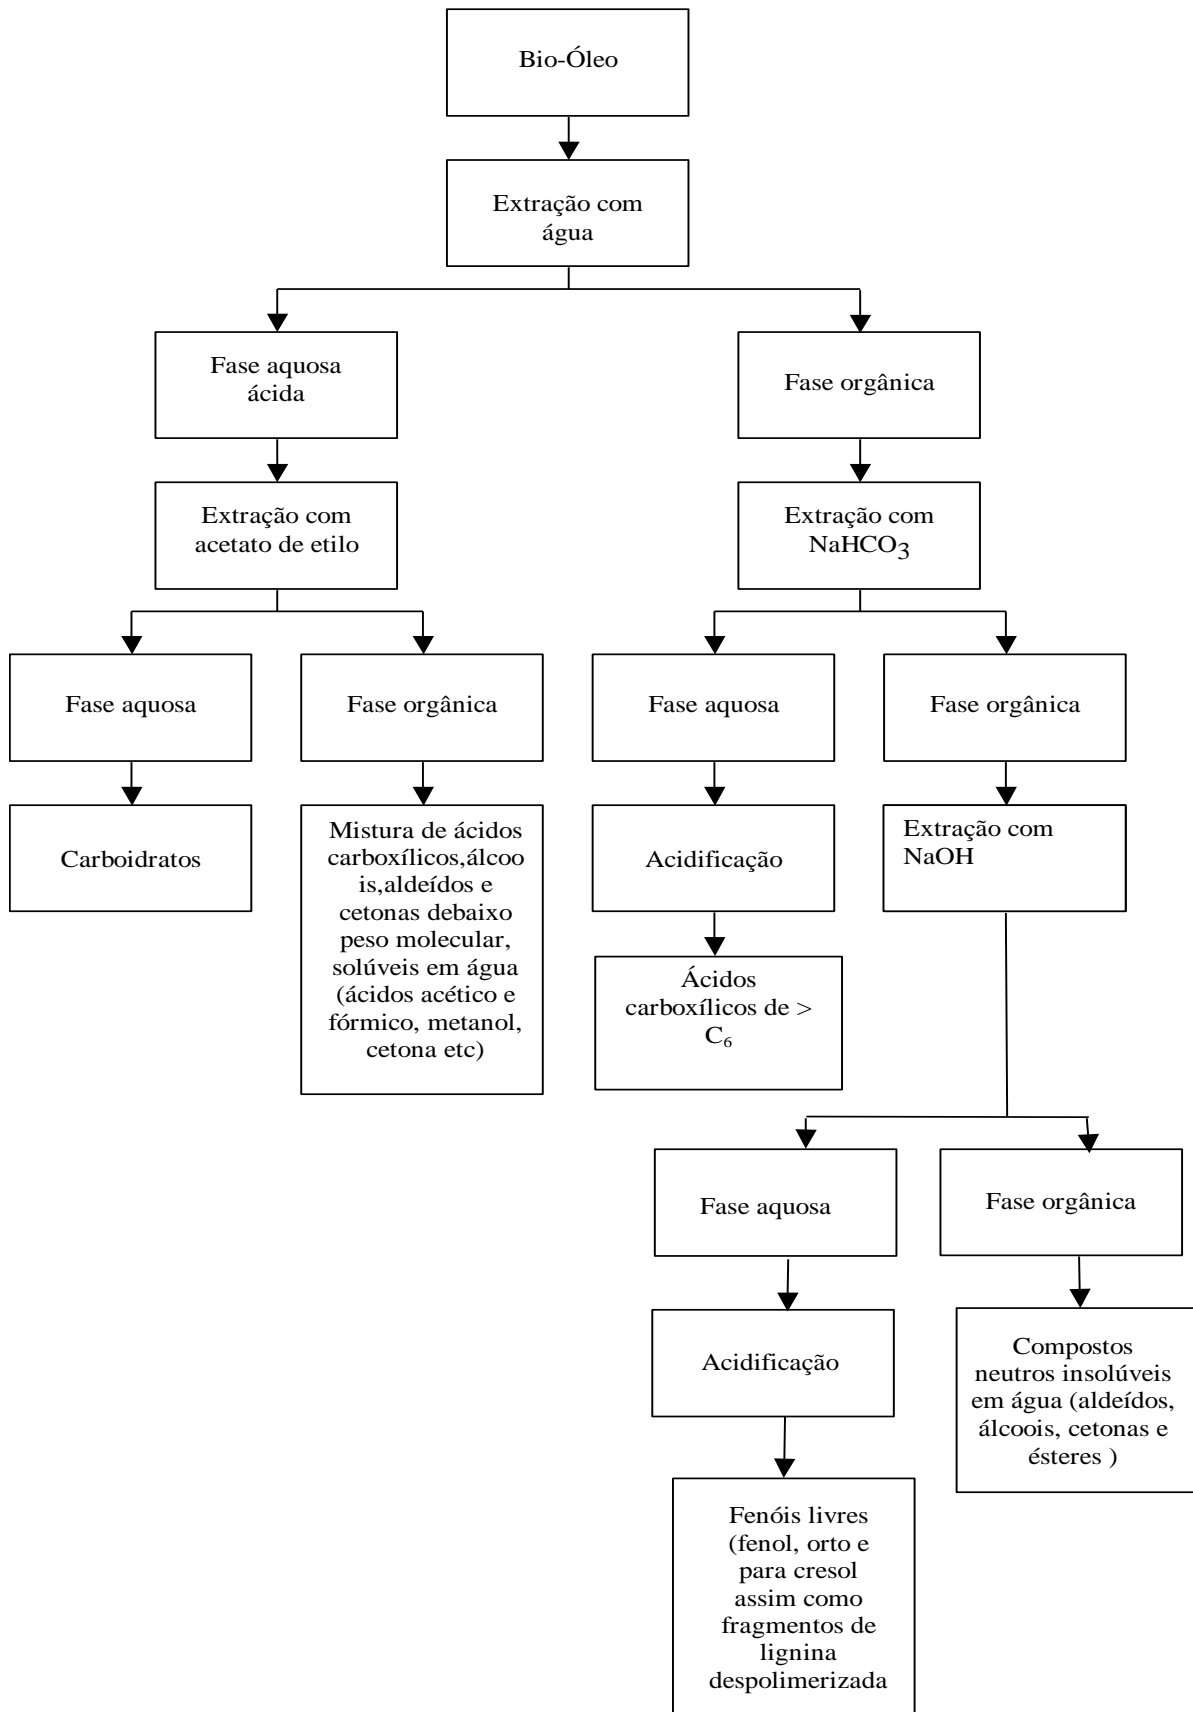 Bio-Óleo
Extração com
água
Fase aquosa
ácida
Fase orgânica
Extração com
acetato de etilo
Extração com
NaHCO3
Fase aquosa
Fase orgânica
Fase aquosa
Fase orgânica
Carboidratos
Mistura de ácidos
carboxílicos,álcoo
is,aldeídos e
cetonas debaixo
peso molecular,
solúveis em água
(ácidos acético e
fórmico, metanol,
cetona etc)
Acidificação
Extração com
NaOH
Ácidos
carboxílicos de >
C₆
Fase aquosa
Fase orgânica
Acidificação
Compostos
neutros insolúveis
em água (aldeídos,
álcoois, cetonas e
ésteres )
Fenóis livres
(fenol, orto e
para cresol
assim como
fragmentos de
lignina
despolimerizada